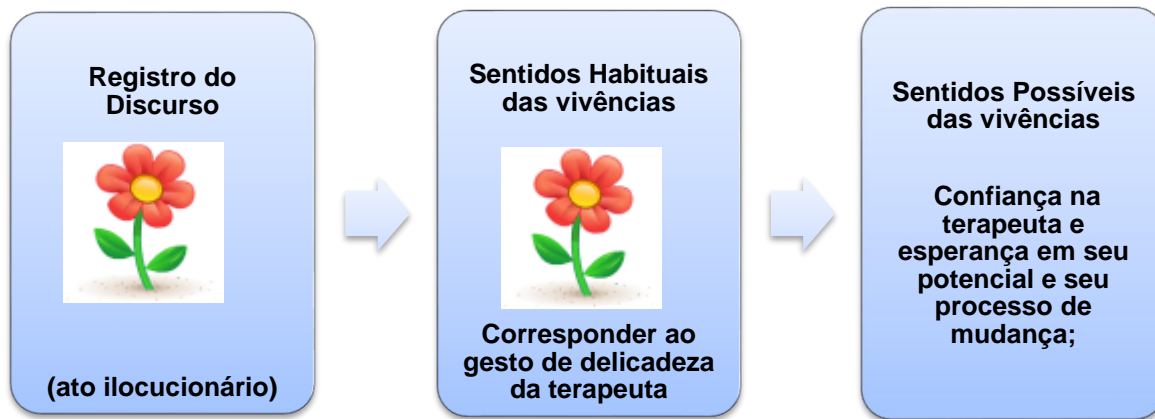 Registro do
Discurso
(ato ilocucionário)
Sentidos Habituais
das vivências
Corresponder ao
gesto de delicadeza
da terapeuta
Sentidos Possíveis
das vivências
Confiança na
terapeuta e
esperança em seu
potencial e seu
processo de
mudança;